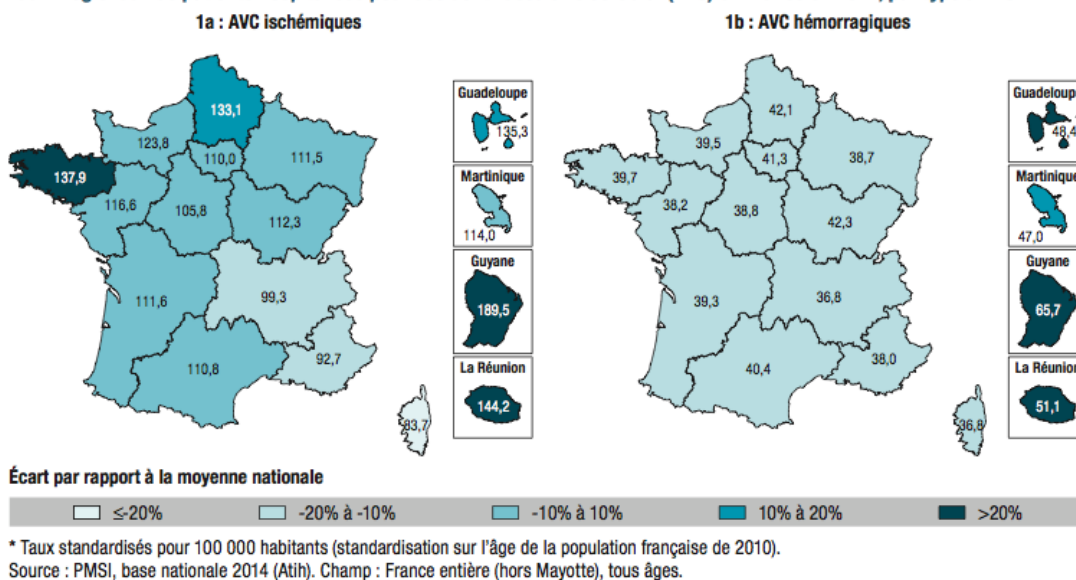 1a : AVC ischémiques
1b : AVC hémorragiques
133,1
123,8
110,0
111,5
137,9
116,6
105,8
112,3
111,6
99,3
110,8
92,7
83,7
Guadeloupe
135,3
Martinique
114,0
Guyane
189,5
La Réunion
144,2
42,1
39,5
41,3
38,7
39,7
38,2
38,8
42,3
39,3
36,8
40,4
38,0
36,8
Guadeloupe
48,4
Martinique
47,0
Guyane
65,7
La Réunion
51,1
Écart par rapport à la moyenne nationale
≤-20% -20% à -10% -10% à 10% 10% à 20% >20%
* Taux standardisés pour 100 000 habitants (standardisation sur l'âge de la population française de 2010).
Source : PMSI, base nationale 2014 (Atih). Champ : France entière (hors Mayotte), tous âges.